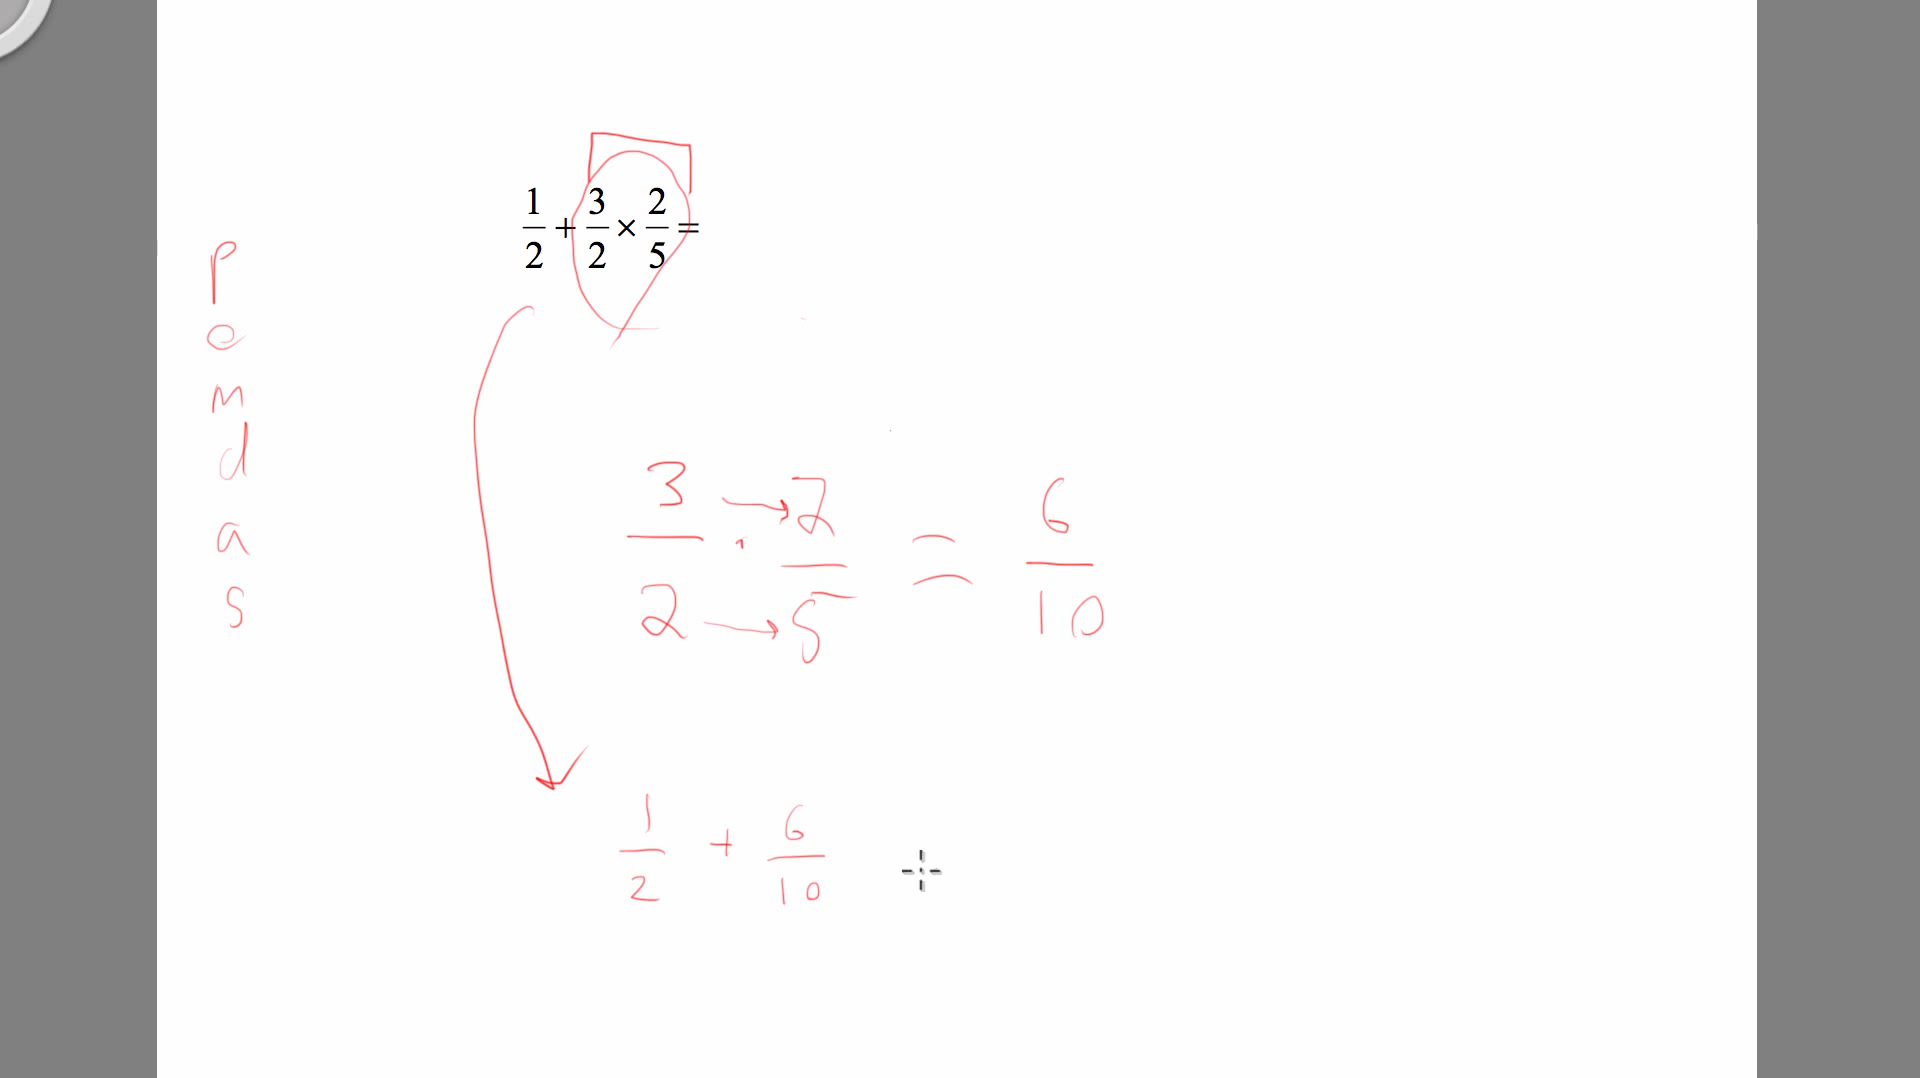 1/2 + 3/2 × 2/5 =
P
e
m
d
a
s
3/2 · 2/5 = 6/10
1/2 + 6/10